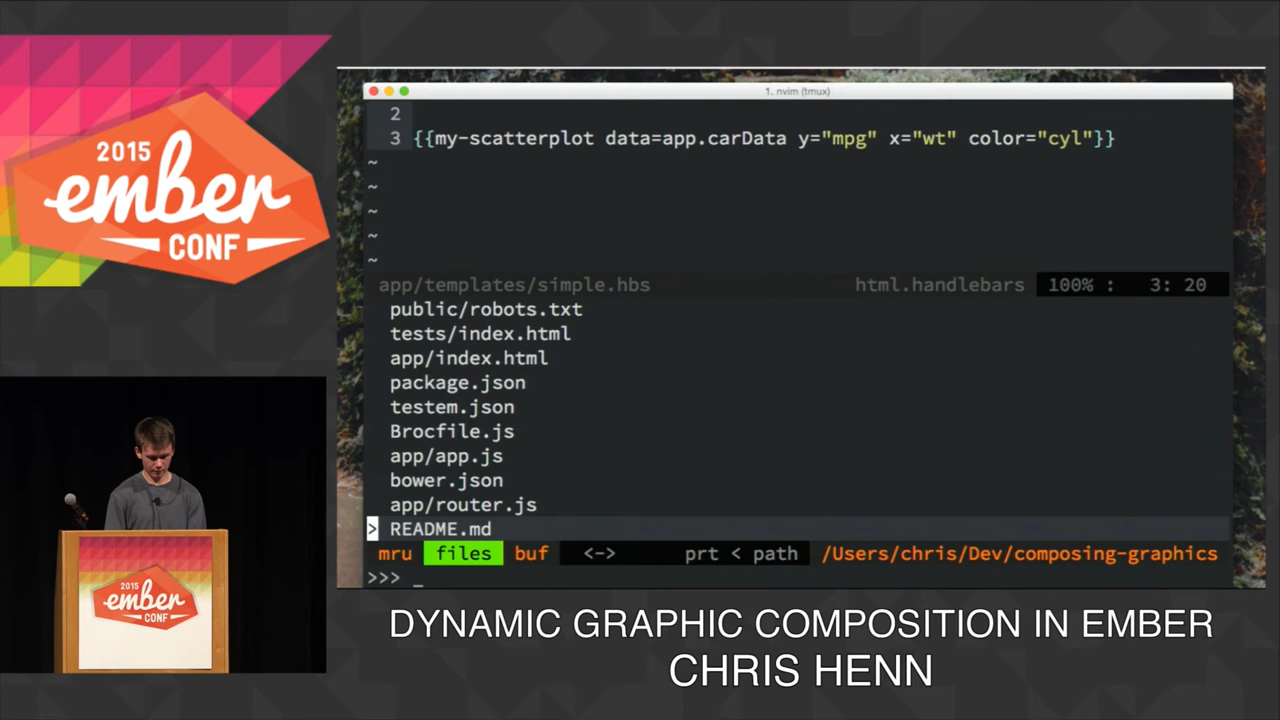 2015
ember
CONF
1. nvim (tmux)
2
3 {{my-scatterplot data=app.carData y="mpg" x="wt" color="cyl"}}
~
~
~
~
~
app/templates/simple.hbs html.handlebars 100% : 3: 20
public/robots.txt
tests/index.html
app/index.html
package.json
testem.json
Brocfile.js
app/app.js
bower.json
app/router.js
> README.md
mru files buf <-> prt < path /Users/chris/Dev/composing-graphics
>>> _
2015
ember
CONF
DYNAMIC GRAPHIC COMPOSITION IN EMBER
CHRIS HENN